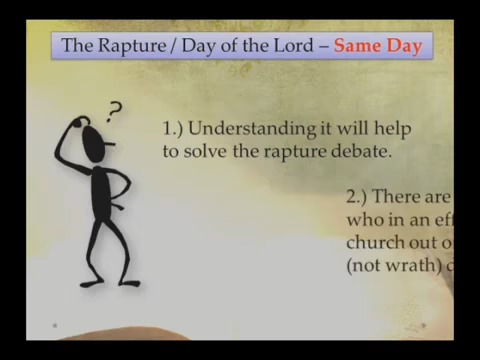 The Rapture / Day of the Lord – Same Day
?
1.) Understanding it will help
to solve the rapture debate.
2.) There are
who in an eff
church out o
(not wrath)